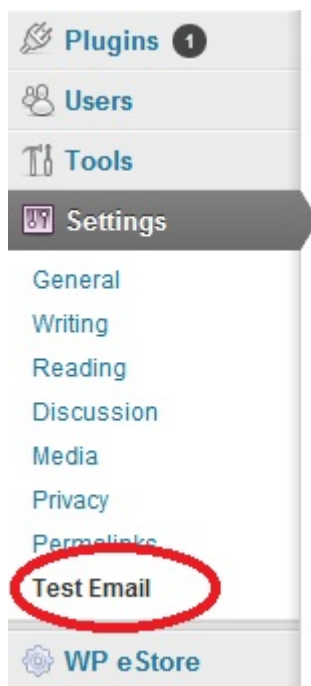 Plugins 1
Users
Tools
Settings
General
Writing
Reading
Discussion
Media
Privacy
Permalinks
Test Email
WP eStore